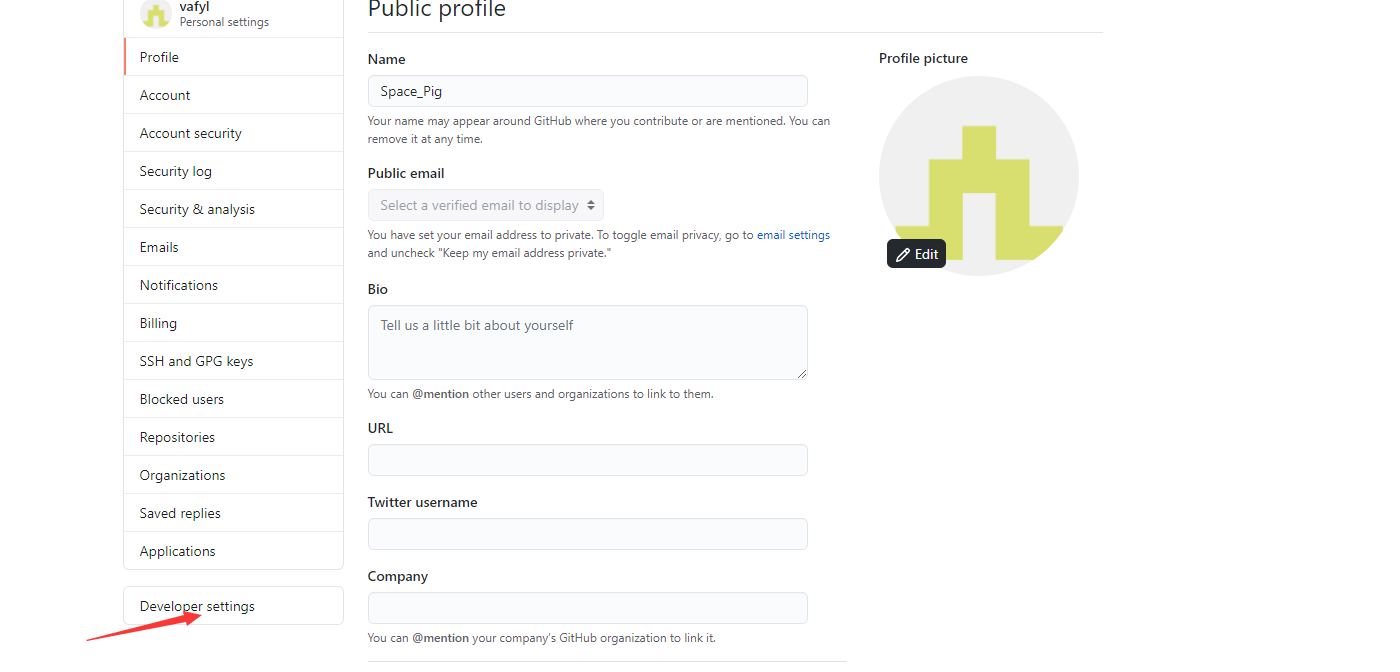 vafyl
Personal settings
Profile
Account
Account security
Security log
Security & analysis
Emails
Notifications
Billing
SSH and GPG keys
Blocked users
Repositories
Organizations
Saved replies
Applications
Developer settings
Public profile
Name
Space_Pig
Your name may appear around GitHub where you contribute or are mentioned. You can
remove it at any time.
Public email
Select a verified email to display
You have set your email address to private. To toggle email privacy, go to email settings
and uncheck "Keep my email address private."
Bio
Tell us a little bit about yourself
You can @mention other users and organizations to link to them.
URL
Twitter username
Company
You can @mention your company's GitHub organization to link it.
Profile picture
Edit